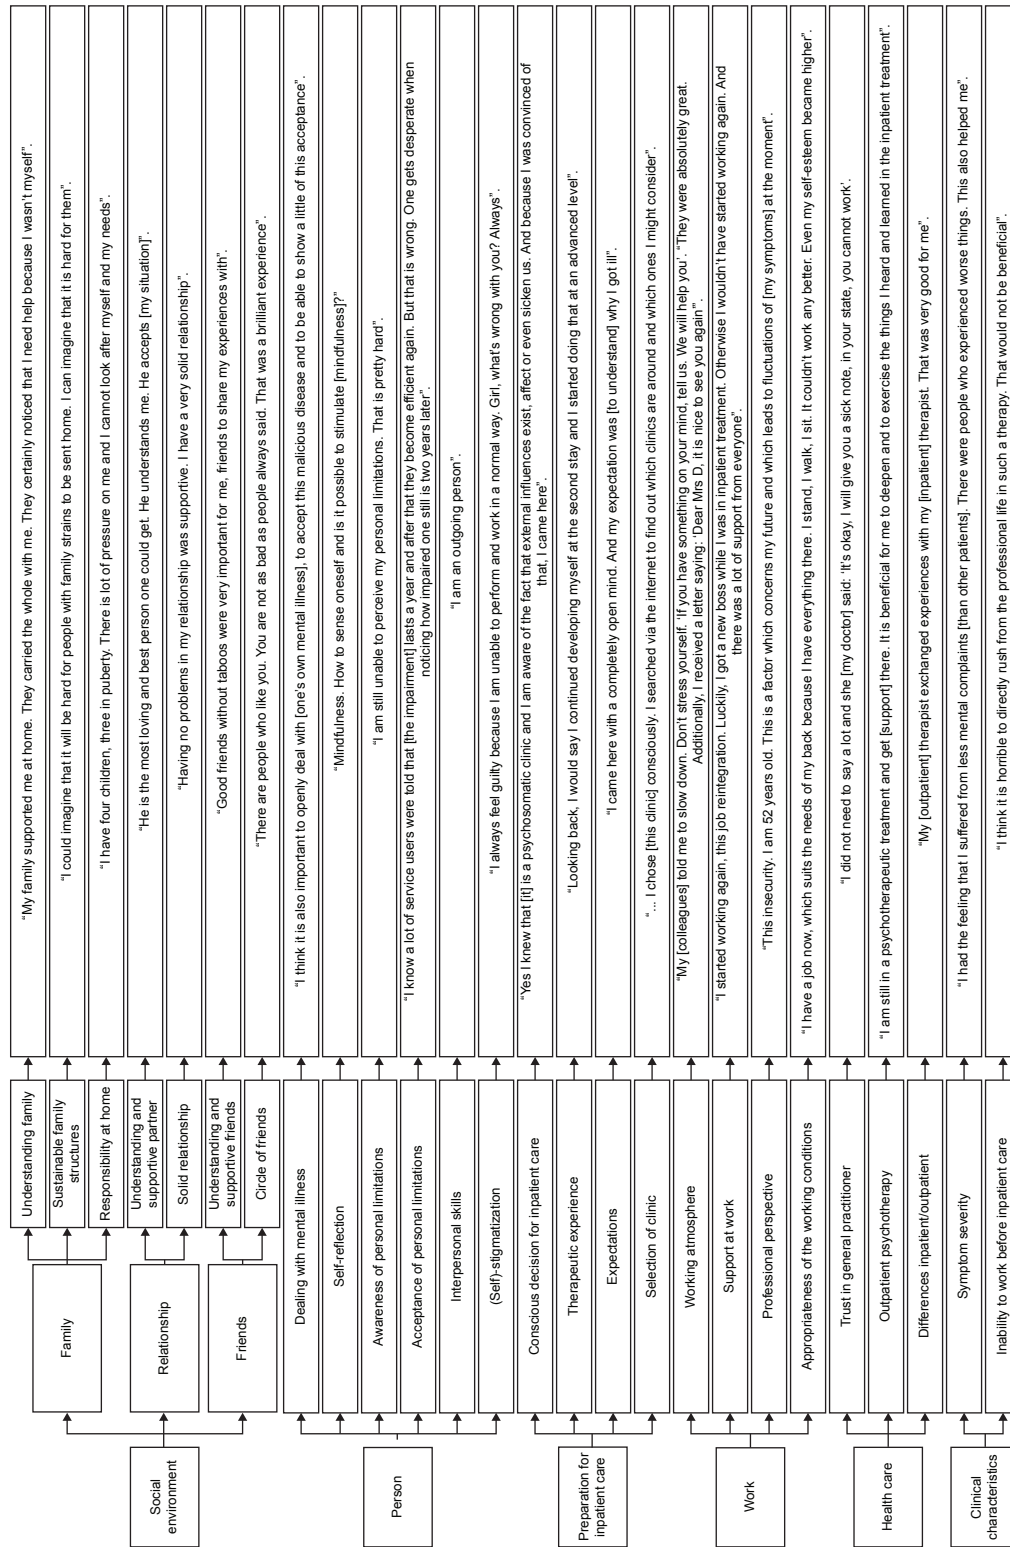 Social
environment
Family
Understanding family
“My family supported me at home. They carried the whole with me. They certainly noticed that I need help because I wasn't myself”.
Sustainable family
structures
“I could imagine that it will be hard for people with family strains to be sent home. I can imagine that it is hard for them”.
Responsibility at home
“I have four children, three in puberty. There is lot of pressure on me and I cannot look after myself and my needs”.
Relationship
Understanding and
supportive partner
“He is the most loving and best person one could get. He understands me. He accepts [my situation]”.
Solid relationship
“Having no problems in my relationship was supportive. I have a very solid relationship”.
Friends
Understanding and
supportive friends
“Good friends without taboos were very important for me, friends to share my experiences with”.
Circle of friends
“There are people who like you. You are not as bad as people always said. That was a brilliant experience”.
Person
Dealing with mental illness
“I think it is also important to openly deal with [one's own mental illness], to accept this malicious disease and to be able to show a little of this acceptance”.
Self-reflection
“Mindfulness. How to sense oneself and is it possible to stimulate [mindfulness]?”
Awareness of personal limitations
“I am still unable to perceive my personal limitations. That is pretty hard”
Acceptance of personal limitations
“I know a lot of service users were told that [the impairment] lasts a year and after that they become efficient again. But that is wrong. One gets desperate when
noticing how impaired one still is two years later”.
Interpersonal skills
“I am an outgoing person”.
(Self)-stigmatization
“I always feel guilty because I am unable to perform and work in a normal way. Girl, what's wrong with you? Always”.
Preparation for
inpatient care
Conscious decision for inpatient care
“Yes I knew that [it] is a psychosomatic clinic and I am aware of the fact that external influences exist, affect or even sicken us. And because I was convinced of
that, I came here”.
Therapeutic experience
“Looking back, I would say I continued developing myself at the second stay and I started doing that at an advanced level”.
Expectations
“I came here with a completely open mind. And my expectation was [to understand] why I got ill”.
Selection of clinic
“... I chose [this clinic] consciously. I searched via the internet to find out which clinics are around and which ones I might consider”.
Work
Working atmosphere
“My [colleagues] told me to slow down. Don't stress yourself. ‘If you have something on your mind, tell us. We will help you’. “They were absolutely great.
Additionally, I received a letter saying: ‘Dear Mrs D, it is nice to see you again”.
Support at work
“I started working again, this job reintegration. Luckily, I got a new boss while I was in inpatient treatment. Otherwise I wouldn't have started working again. And
there was a lot of support from everyone”.
Professional perspective
“This insecurity. I am 52 years old. This is a factor which concerns my future and which leads to fluctuations of [my symptoms] at the moment”.
Appropriateness of the working conditions
“I have a job now, which suits the needs of my back because I have everything there. I stand, I walk, I sit. It couldn't work any better. Even my self-esteem became higher”.
Health care
Trust in general practitioner
“I did not need to say a lot and she [my doctor] said: ‘It's okay, I will give you a sick note, in your state, you cannot work’.
Outpatient psychotherapy
“I am still in a psychotherapeutic treatment and get [support] there. It is beneficial for me to deepen and to exercise the things I heard and learned in the inpatient treatment”.
Differences inpatient/outpatient
“My [outpatient] therapist exchanged experiences with my [inpatient] therapist. That was very good for me”.
Clinical
characteristics
Symptom severity
“I had the feeling that I suffered from less mental complaints [than other patients]. There were people who experienced worse things. This also helped me”.
Inability to work before inpatient care
“I think it is horrible to directly rush from the professional life in such a therapy. That would not be beneficial”.